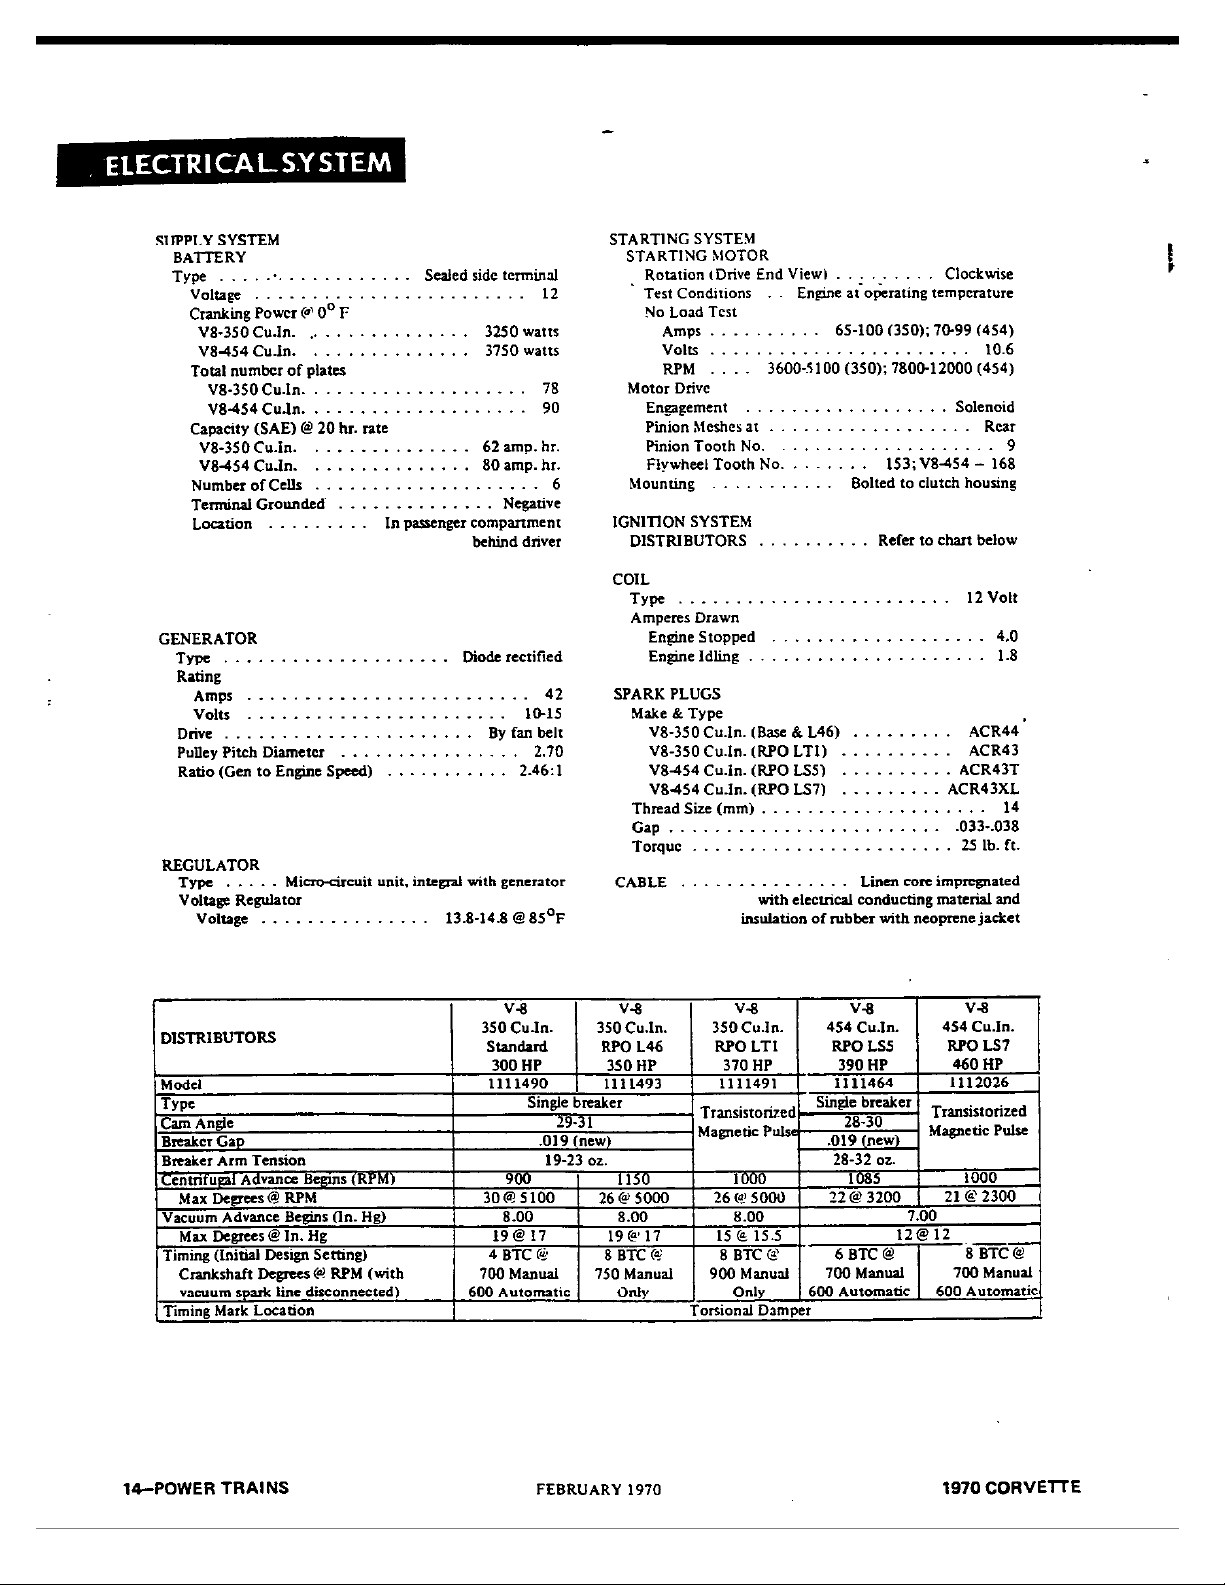 ELECTRICAL SYSTEM
SUPPLY SYSTEM
BATTERY
Type . . . . . . . . . . . . . . . . . Sealed side terminal
Voltage . . . . . . . . . . . . . . . . . . . . . . . . 12
Cranking Power @ 0° F
V8-350 Cu.In. . . . . . . . . . . . . . . . 3250 watts
V8-454 Cu.In. . . . . . . . . . . . . . . 3750 watts
Total number of plates
V8-350 Cu.In. . . . . . . . . . . . . . . . . . . . . 78
V8-454 Cu.In. . . . . . . . . . . . . . . . . . . . . 90
Capacity (SAE) @ 20 hr. rate
V8-350 Cu.In. . . . . . . . . . . . . . . 62 amp. hr.
V8-454 Cu.In. . . . . . . . . . . . . . . 80 amp. hr.
Number of Cells . . . . . . . . . . . . . . . . . . . . 6
Terminal Grounded . . . . . . . . . . . . . . Negative
Location . . . . . . . . . In passenger compartment
behind driver
GENERATOR
Type . . . . . . . . . . . . . . . . . . . . Diode rectified
Rating
Amps . . . . . . . . . . . . . . . . . . . . . . . . . 42
Volts . . . . . . . . . . . . . . . . . . . . . . . 10-15
Drive . . . . . . . . . . . . . . . . . . . . . . By fan belt
Pulley Pitch Diameter . . . . . . . . . . . . . . . . 2.70
Ratio (Gen to Engine Speed) . . . . . . . . . . . 2.46:1
REGULATOR
Type . . . . . Micro-circuit unit, integral with generator
Voltage Regulator
Voltage . . . . . . . . . . . . . . . 13.8-14.8 @ 85°F
STARTING SYSTEM
STARTING MOTOR
Rotation (Drive End View) . . . . . . . . . Clockwise
Test Conditions . . Engine at operating temperature
No Load Test
Amps . . . . . . . . . . 65-100 (350); 70-99 (454)
Volts . . . . . . . . . . . . . . . . . . . . . . . 10.6
RPM . . . . 3600-5100 (350); 7800-12000 (454)
Motor Drive
Engagement . . . . . . . . . . . . . . . . . . Solenoid
Pinion Meshes at . . . . . . . . . . . . . . . . . . Rear
Pinion Tooth No. . . . . . . . . . . . . . . . . . . . 9
Flywheel Tooth No. . . . . . . . 153; V8-454 - 168
Mounting . . . . . . . . . . . Bolted to clutch housing
IGNITION SYSTEM
DISTRIBUTORS . . . . . . . . . . Refer to chart below
COIL
Type . . . . . . . . . . . . . . . . . . . . . . . . 12 Volt
Amperes Drawn
Engine Stopped . . . . . . . . . . . . . . . . . . . 4.0
Engine Idling . . . . . . . . . . . . . . . . . . . . . 1.8
SPARK PLUGS
Make & Type
V8-350 Cu.In. (Base & L46) . . . . . . . . . ACR44
V8-350 Cu.In. (RPO LT1) . . . . . . . . . . ACR43
V8-454 Cu.In. (RPO LS5) . . . . . . . . . . ACR43T
V8-454 Cu.In. (RPO LS7) . . . . . . . . . ACR43XL
Thread Size (mm) . . . . . . . . . . . . . . . . . . . . 14
Gap . . . . . . . . . . . . . . . . . . . . . . . . .033-.038
Torque . . . . . . . . . . . . . . . . . . . . . . . 25 lb. ft.
CABLE . . . . . . . . . . . . . . . Linen core impregnated
with electrical conducting material and
insulation of rubber with neoprene jacket
DISTRIBUTORS
V-8 V-8 V-8 V-8 V-8
350 Cu.In. 350 Cu.In. 350 Cu.In. 454 Cu.In. 454 Cu.In.
Standard RPO L46 RPO LT1 RPO LS5 RPO LS7
300 HP 350 HP 370 HP 390 HP 460 HP
Model 1111490 1111493 1111491 1111464 1112026
Type Single breaker Transistorized Magnetic Pulse Single breaker Transistorized Magnetic Pulse
Cam Angle 29-31 28-30
Breaker Gap .019 (new) .019 (new)
Breaker Arm Tension 19-23 oz. 28-32 oz.
Centrifugal Advance Begins (RPM) 900 1150 1000 1085 1000
Max Degrees @ RPM 30 @ 5100 26 @ 5000 26 @ 5000 22 @ 3200 21 @ 2300
Vacuum Advance Begins (In. Hg) 8.00 8.00 8.00 7.00
Max Degrees @ In. Hg 19 @ 17 19 @ 17 15 @ 15.5 12 @ 12
Timing (Initial Design Setting) 4 BTC @ 8 BTC @ 8 BTC @ 6 BTC @ 8 BTC @
Crankshaft Degrees @ RPM (with 700 Manual 750 Manual 900 Manual 700 Manual 700 Manual
vacuum spark line disconnected) 600 Automatic Only Only 600 Automatic 600 Automatic
Timing Mark Location Torsional Damper
14—POWER TRAINS FEBRUARY 1970 1970 CORVETTE